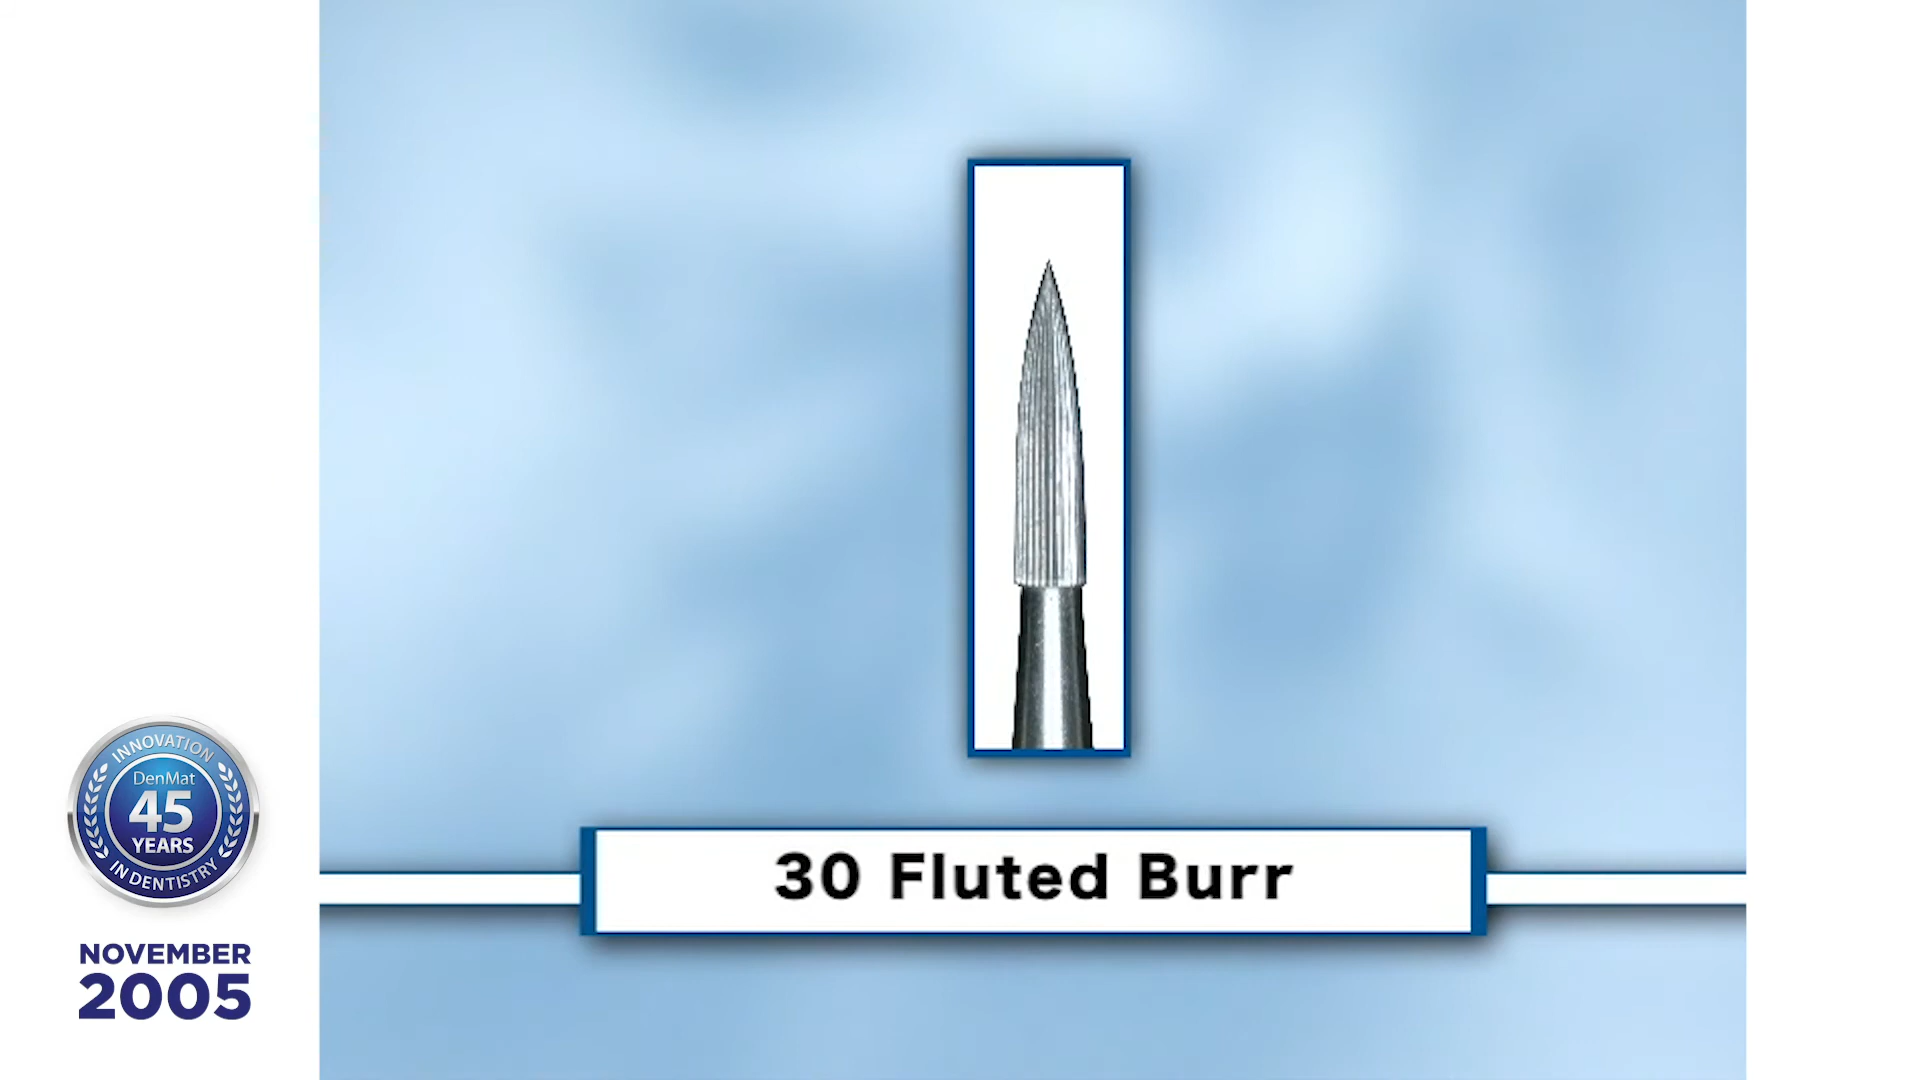 30 Fluted Burr
INNOVATION
DenMat
45
YEARS
IN DENTISTRY
NOVEMBER
2005